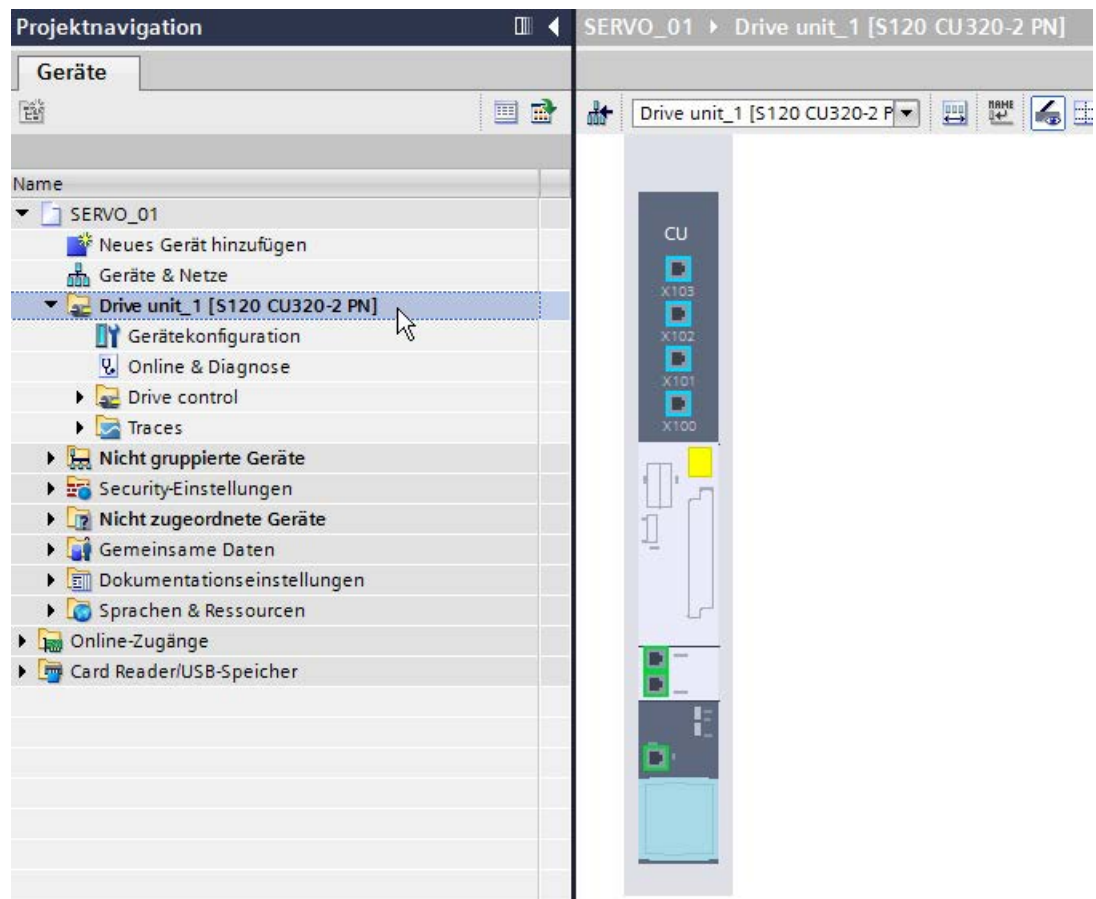 Projektnavigation
Geräte
Name
SERVO_01
Neues Gerät hinzufügen
Geräte & Netze
Drive unit_1 [S120 CU320-2 PN]
Gerätekonfiguration
Online & Diagnose
Drive control
Traces
Nicht gruppierte Geräte
Security-Einstellungen
Nicht zugeordnete Geräte
Gemeinsame Daten
Dokumentationseinstellungen
Sprachen & Ressourcen
Online-Zugänge
Card Reader/USB-Speicher
SERVO_01 ▸ Drive unit_1 [S120 CU320-2 PN]
Drive unit_1 [S120 CU320-2 P
NAME
CU
X103
X102
X101
X100